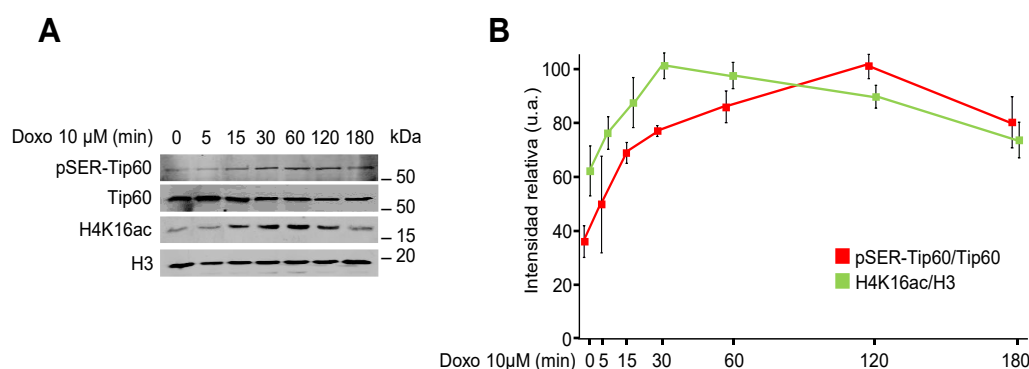 A
Doxo 10 µM (min) 0 5 15 30 60 120 180 kDa
pSER-Tip60
50
Tip60
50
H4K16ac
15
20
H3
B
Intensidad relativa (u.a.)
100
80
60
40
20
0
pSER-Tip60/Tip60
H4K16ac/H3
Doxo 10µM (min) 0 5 15 30 60 120 180